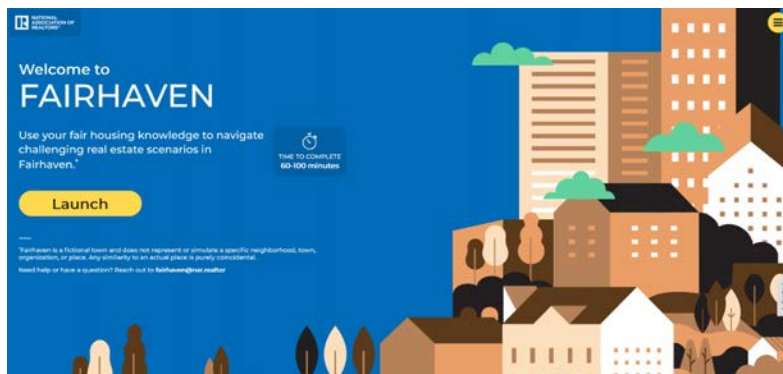 NATIONAL
ASSOCIATION OF
REALTORS®
Welcome to
FAIRHAVEN
Use your fair housing knowledge to navigate
challenging real estate scenarios in
Fairhaven.*
TIME TO COMPLETE
60-100 minutes
Launch
*Fairhaven is a fictional town and does not represent or simulate a specific neighborhood, town,
organization, or place. Any similarity to an actual place is purely coincidental.
Need help or have a question? Reach out to fairhaven@nar.realtor